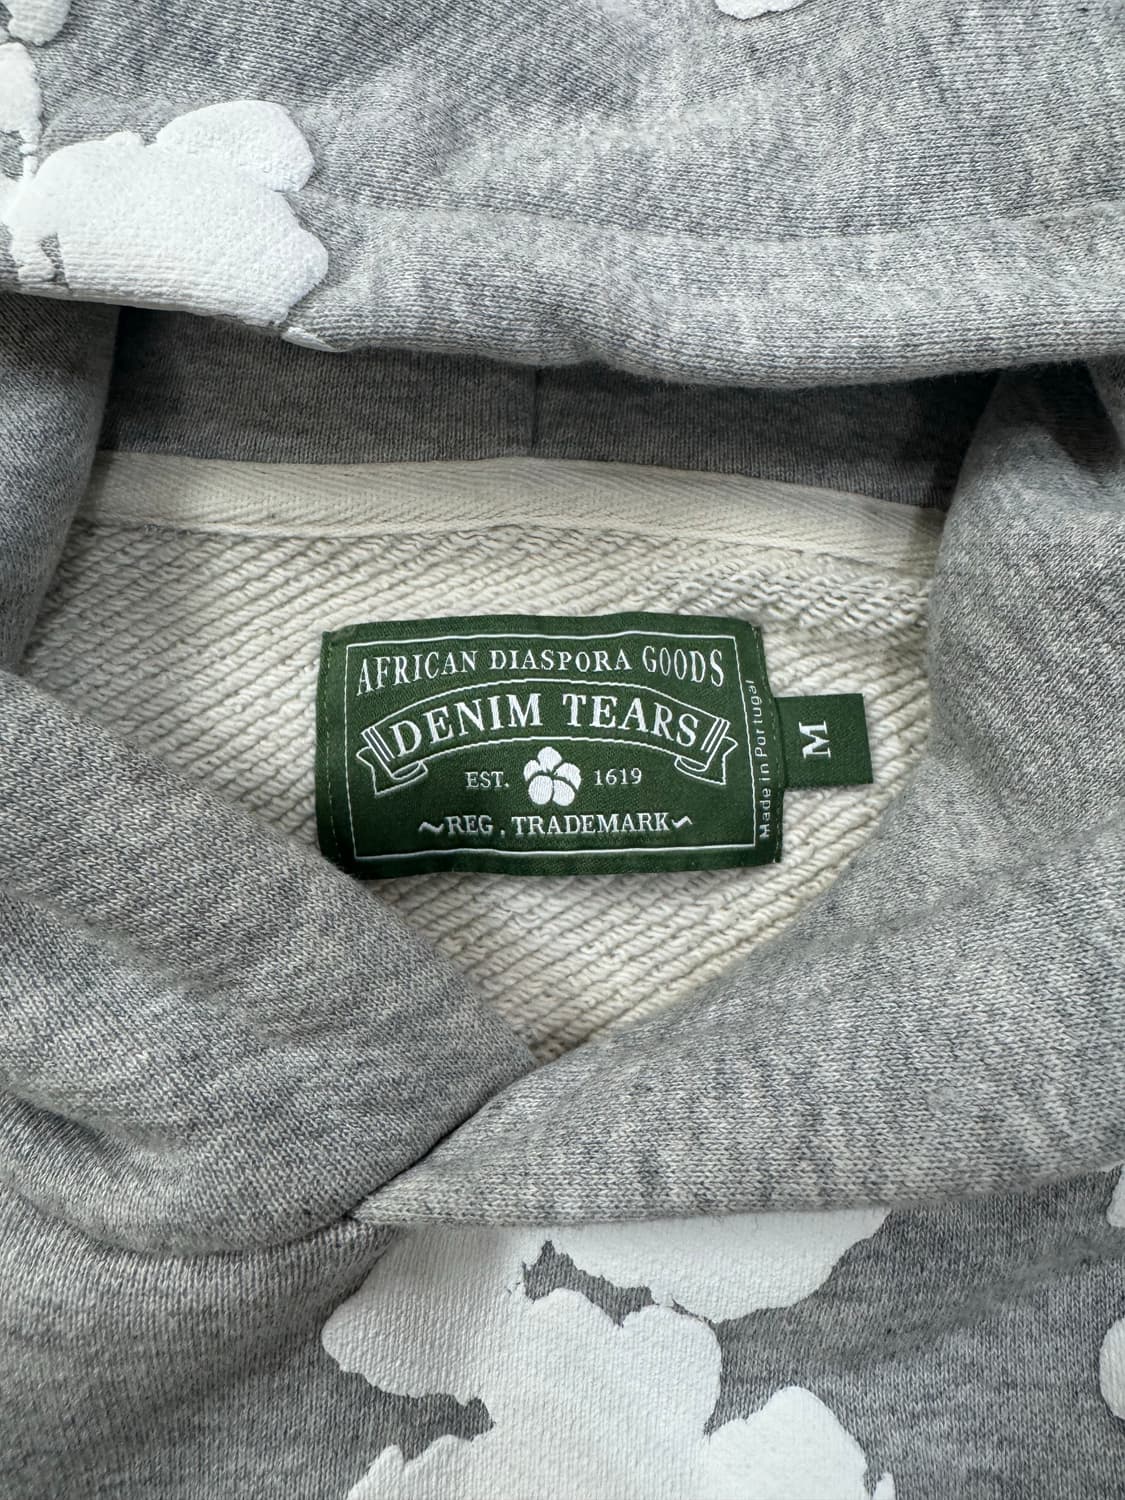 AFRICAN DIASPORA GOODS
DENIM TEARS
EST. 1619
~REG. TRADEMARK~
Made in Portugal
M